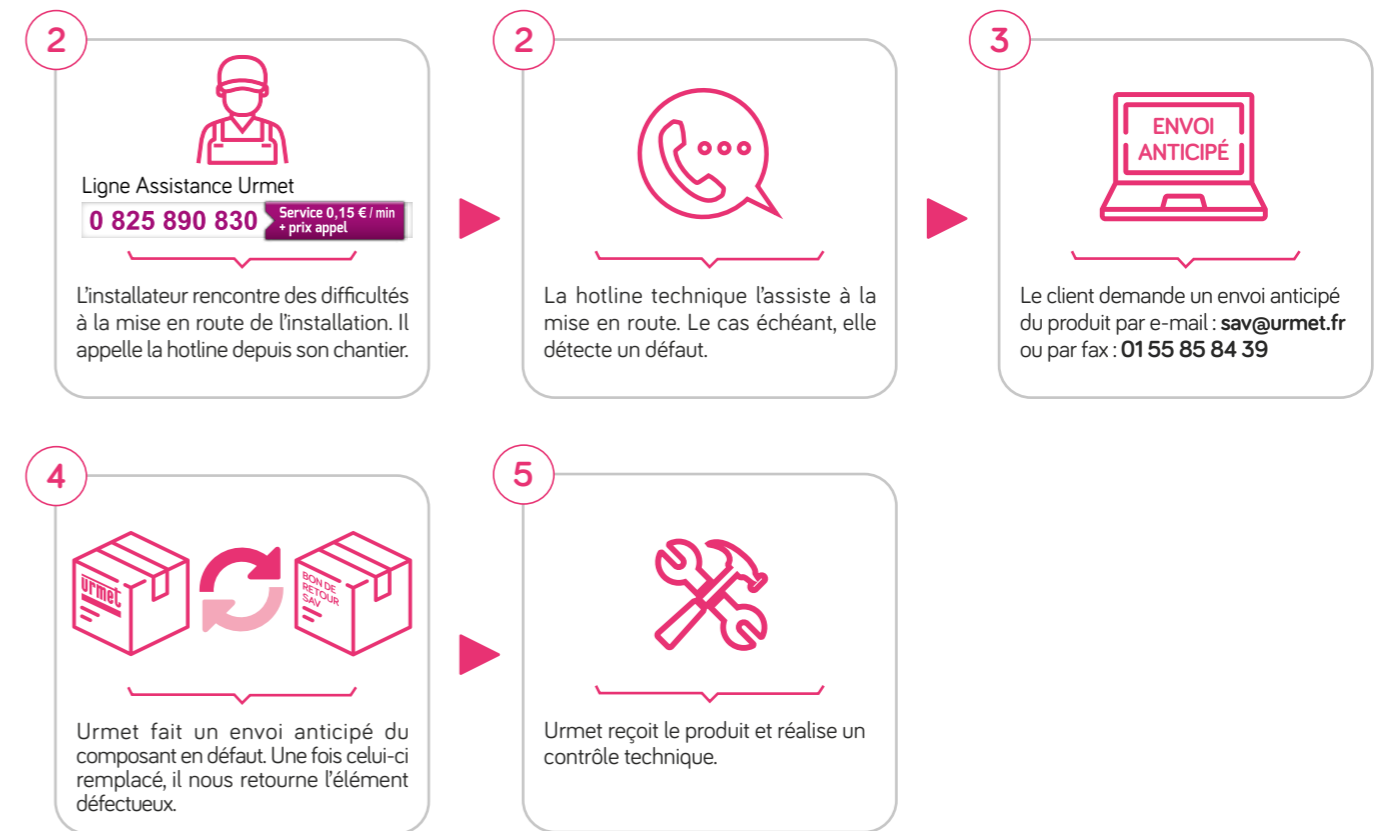 2
Ligne Assistance Urmet
0 825 890 830
Service 0,15 € / min
+ prix appel
L'installateur rencontre des difficultés
à la mise en route de l'installation. Il
appelle la hotline depuis son chantier.
2
La hotline technique l'assiste à la
mise en route. Le cas échéant, elle
détecte un défaut.
3
ENVOI
ANTICIPÉ
Le client demande un envoi anticipé
du produit par e-mail : sav@urmet.fr
ou par fax : 01 55 85 84 39
4
urmet
BON DE
RETOUR
SAV
Urmet fait un envoi anticipé du
composant en défaut. Une fois celui-ci
remplacé, il nous retourne l'élément
défectueux.
5
Urmet reçoit le produit et réalise un
contrôle technique.